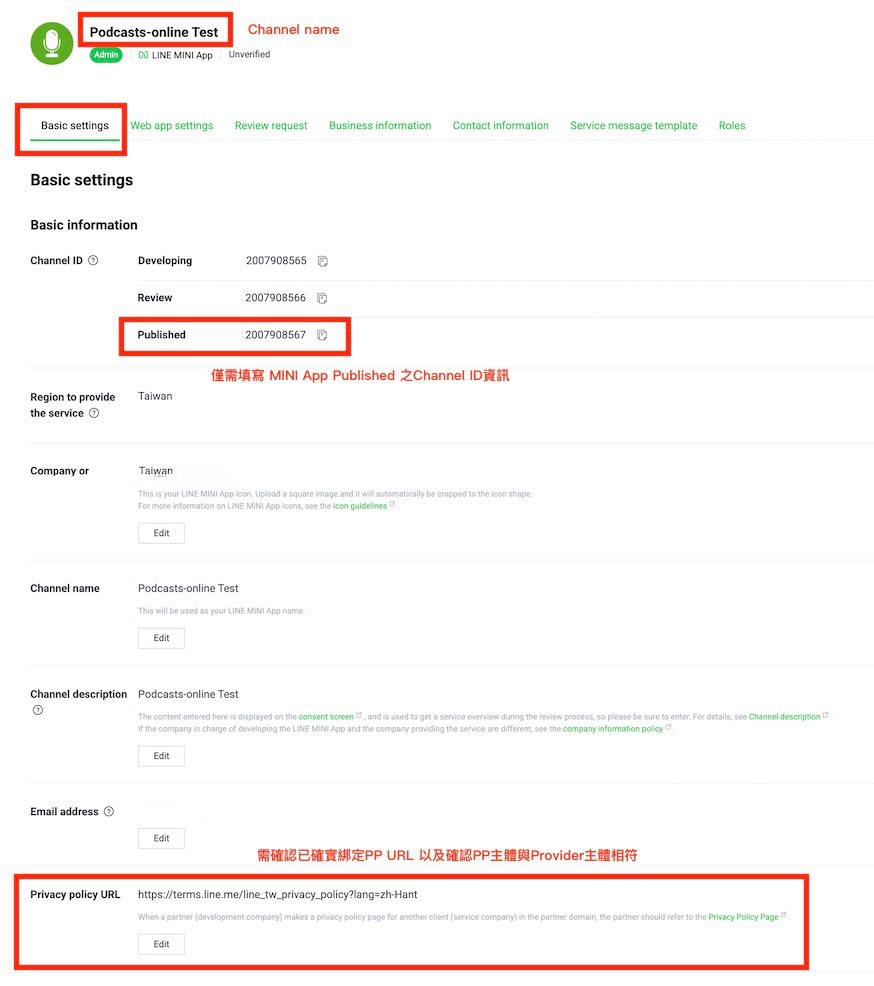 Podcasts-online Test
Channel name
Admin
LINE MINI App
Unverified
Basic settings
Web app settings
Review request
Business information
Contact information
Service message template
Roles
Basic settings
Basic information
Channel ID
Developing
2007908565
Review
2007908566
Published
2007908567
僅需填寫 MINI App Published 之Channel ID資訊
Region to provide
the service
Taiwan
Company or
Taiwan
This is your LINE MINI App icon. Upload a square image and it will automatically be cropped to the icon shape.
For more information on LINE MINI App icons, see the icon guidelines .
Edit
Channel name
Podcasts-online Test
This will be used as your LINE MINI App name.
Edit
Channel description
Podcasts-online Test
The content entered here is displayed on the consent screen , and is used to get a service overview during the review process, so please be sure to enter. For details, see Channel description .
If the company in charge of developing the LINE MINI App and the company providing the service are different, see the company information policy .
Edit
Email address
Edit
需確認已確實綁定PP URL 以及確認PP主體與Provider主體相符
Privacy policy URL
https://terms.line.me/line_tw_privacy_policy?lang=zh-Hant
When a partner (development company) makes a privacy policy page for another client (service company) in the partner domain, the partner should refer to the Privacy Policy Page .
Edit